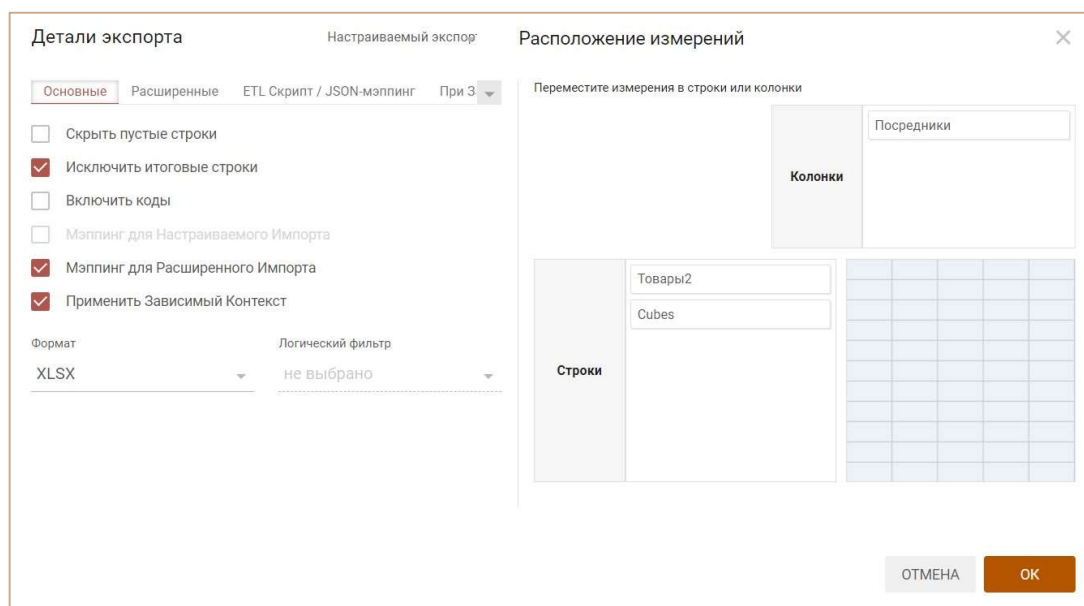 Детали экспорта
Настраиваемый экспор
Основные Расширенные ETL Скрипт / JSON-мэппинг При З
Скрыть пустые строки
Исключить итоговые строки
Включить коды
Мэппинг для Настраиваемого Импорта
Мэппинг для Расширенного Импорта
Применить Зависимый Контекст
Формат
Логический фильтр
XLSX
не выбрано
Расположение измерений
Переместите измерения в строки или колонки
Колонки
Посредники
Строки
Товары2
Cubes
ОТМЕНА
ОК